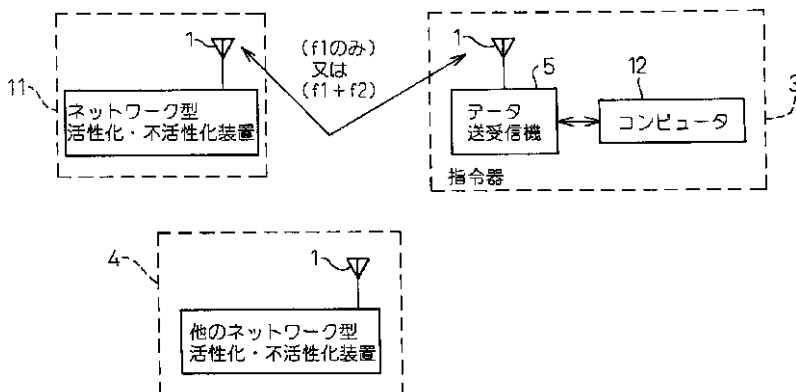 11
1
ネットワーク型
活性化・不活性化装置
(f1のみ)
又は
(f1+f2)
1
5
データ
送受信機
12
コンピュータ
3
指令器
4
1
他のネットワーク型
活性化・不活性化装置